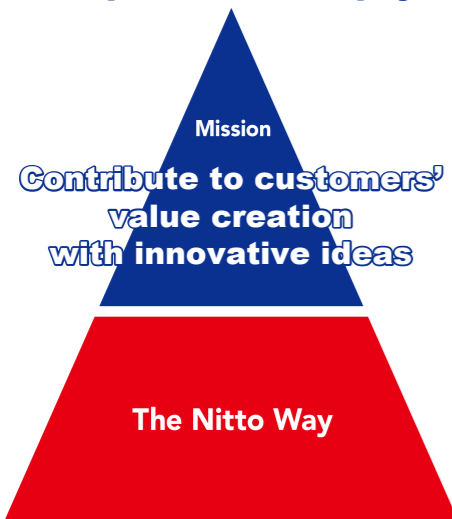 Mission
Contribute to customers’
value creation
with innovative ideas
The Nitto Way